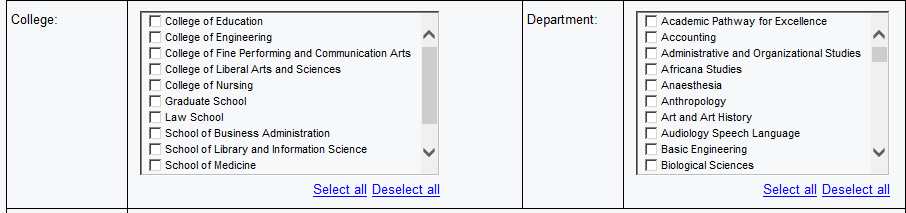 College:
College of Education
College of Engineering
College of Fine Performing and Communication Arts
College of Liberal Arts and Sciences
College of Nursing
Graduate School
Law School
School of Business Administration
School of Library and Information Science
School of Medicine
Select all Deselect all
Department:
Academic Pathway for Excellence
Accounting
Administrative and Organizational Studies
Africana Studies
Anaesthesia
Anthropology
Art and Art History
Audiology Speech Language
Basic Engineering
Biological Sciences
Select all Deselect all